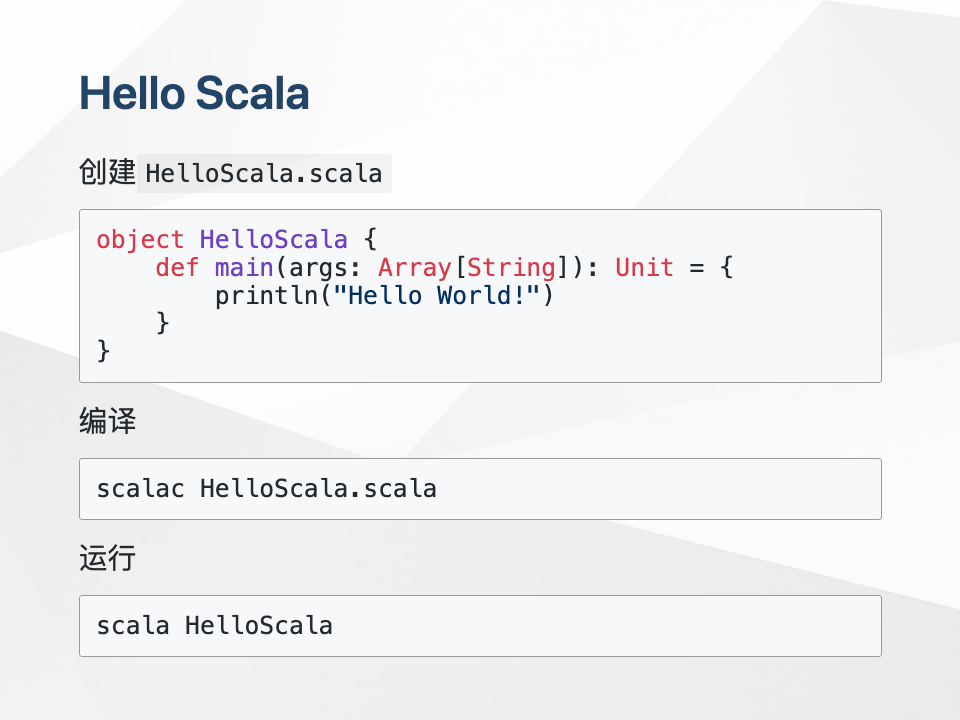 Hello Scala
创建 HelloScala.scala
object HelloScala {
    def main(args: Array[String]): Unit = {
        println("Hello World!")
    }
}
编译
scalac HelloScala.scala
运行
scala HelloScala